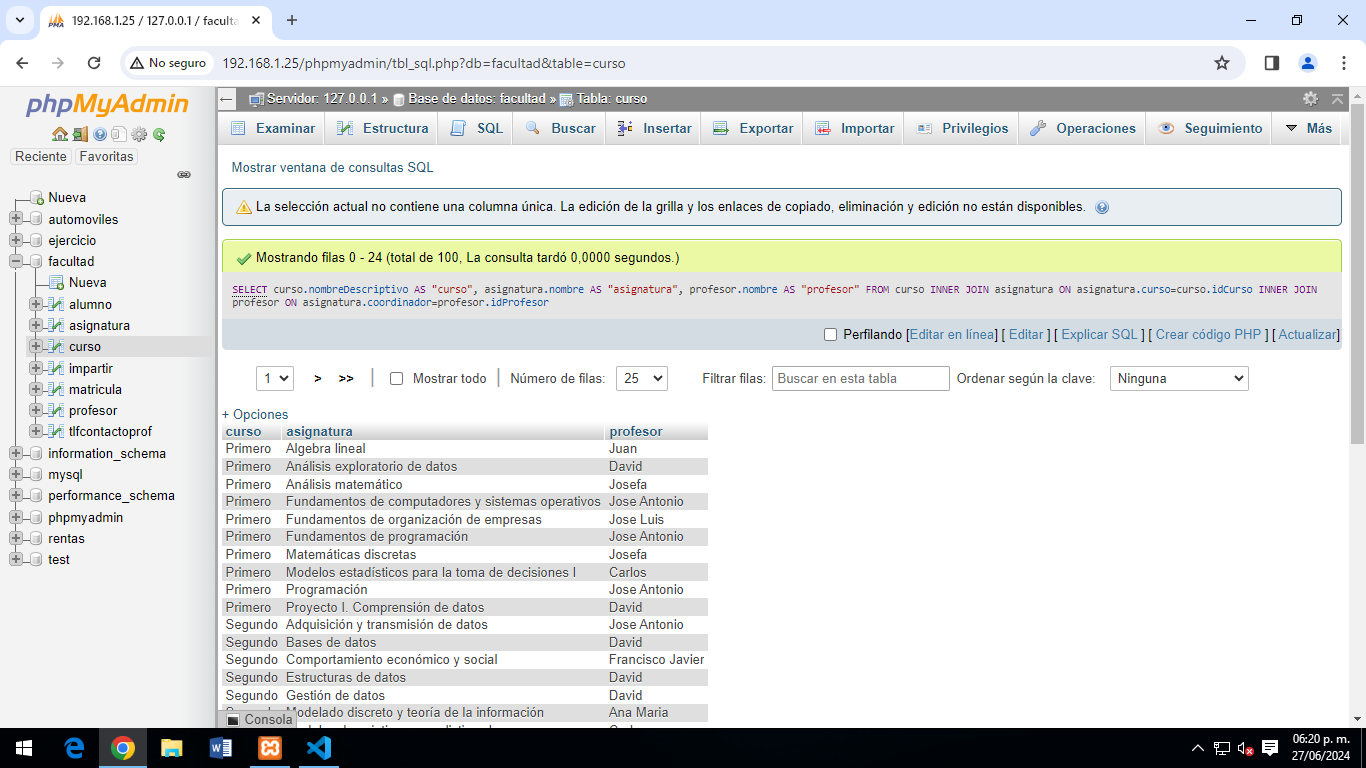 192.168.1.25 / 127.0.0.1 / faculta
No seguro
192.168.1.25/phpmyadmin/tbl_sql.php?db=facultad&table=curso
phpMyAdmin
Reciente
Favoritas
Nueva
automoviles
ejercicio
facultad
Nueva
alumno
asignatura
curso
impartir
matricula
profesor
tlfcontactoprof
information_schema
mysql
performance_schema
phpmyadmin
rentas
test
Servidor: 127.0.0.1 » Base de datos: facultad » Tabla: curso
Examinar Estructura SQL Buscar Insertar Exportar Importar Privilegios Operaciones Seguimiento Más
Mostrar ventana de consultas SQL
La selección actual no contiene una columna única. La edición de la grilla y los enlaces de copiado, eliminación y edición no están disponibles.
Mostrando filas 0 - 24 (total de 100, La consulta tardó 0,0000 segundos.)
SELECT curso.nombreDescriptivo AS "curso", asignatura.nombre AS "asignatura", profesor.nombre AS "profesor" FROM curso INNER JOIN asignatura ON asignatura.curso=curso.idCurso INNER JOIN
profesor ON asignatura.coordinador=profesor.idProfesor
Perfilando [Editar en línea] [ Editar ] [ Explicar SQL ] [ Crear código PHP ] [ Actualizar]
1 > >> | Mostrar todo | Número de filas: 25 Filtrar filas: Buscar en esta tabla Ordenar según la clave: Ninguna
+ Opciones
curso asignatura profesor
Primero Algebra lineal Juan
Primero Análisis exploratorio de datos David
Primero Análisis matemático Josefa
Primero Fundamentos de computadores y sistemas operativos Jose Antonio
Primero Fundamentos de organización de empresas Jose Luis
Primero Fundamentos de programación Jose Antonio
Primero Matemáticas discretas Josefa
Primero Modelos estadísticos para la toma de decisiones I Carlos
Primero Programación Jose Antonio
Primero Proyecto I. Comprensión de datos David
Segundo Adquisición y transmisión de datos Jose Antonio
Segundo Bases de datos David
Segundo Comportamiento económico y social Francisco Javier
Segundo Estructuras de datos David
Segundo Gestión de datos David
Modelado discreto y teoría de la información Ana Maria
Consola
06:20 p. m.
27/06/2024